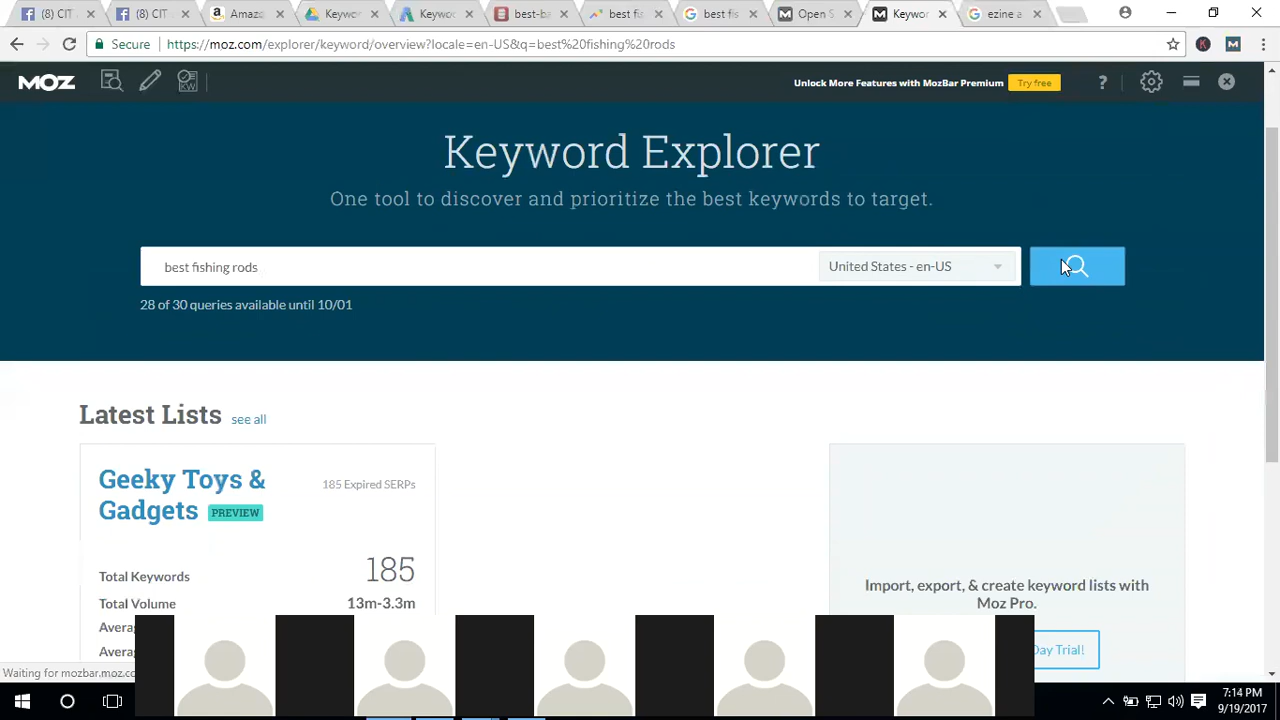 (8) CIT
(8) CIT
Amazo
Keywor
Keywo
best-ba
best fis
best fis
Open S
Keywor
ezine a
Secure
https://moz.com/explorer/keyword/overview?locale=en-US&q=best%20fishing%20rods
K
M
MOZ
KW
Unlock More Features with MozBar Premium
Try free
?
Keyword Explorer
One tool to discover and prioritize the best keywords to target.
best fishing rods
United States - en-US
28 of 30 queries available until 10/01
Latest Lists
see all
Geeky Toys &
Gadgets
PREVIEW
185 Expired SERPs
Total Keywords
185
Total Volume
13m-3.3m
Avera
Avera
Import, export, & create keyword lists with
Moz Pro.
Day Trial!
Waiting for mozbar.moz.co
7:14 PM
9/19/2017